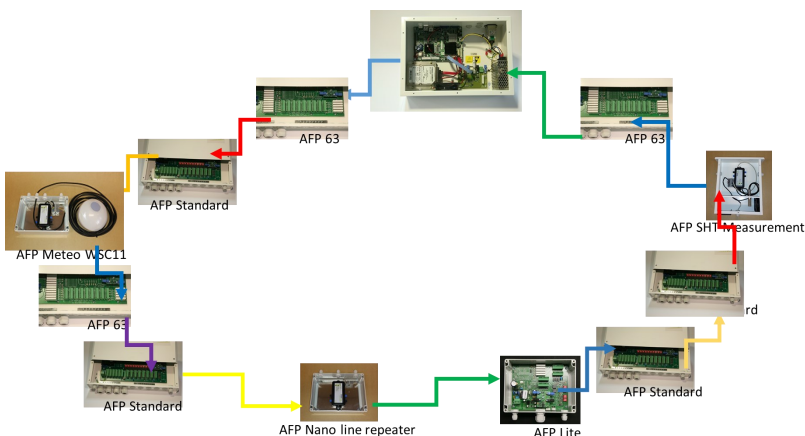 AFP 63
AFP 63
AFP Standard
AFP SHT Measurement
AFP Meteo WSC11
rd
AFP 63
AFP Standard
AFP Standard
AFP Nano line repeater
AFP Lite